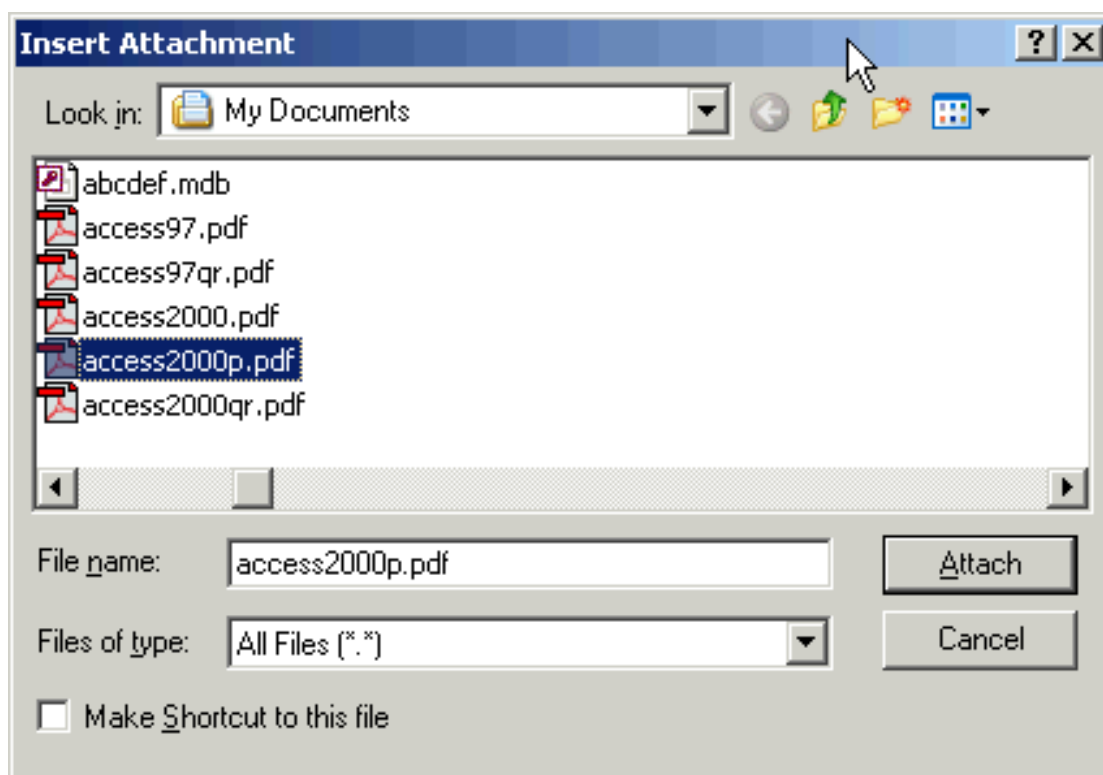 Insert Attachment
Look in: My Documents
abcdef.mdb
access97.pdf
access97qr.pdf
access2000.pdf
access2000p.pdf
access2000qr.pdf
File name: access2000p.pdf Attach
Files of type: All Files (*.*) Cancel
Make Shortcut to this file